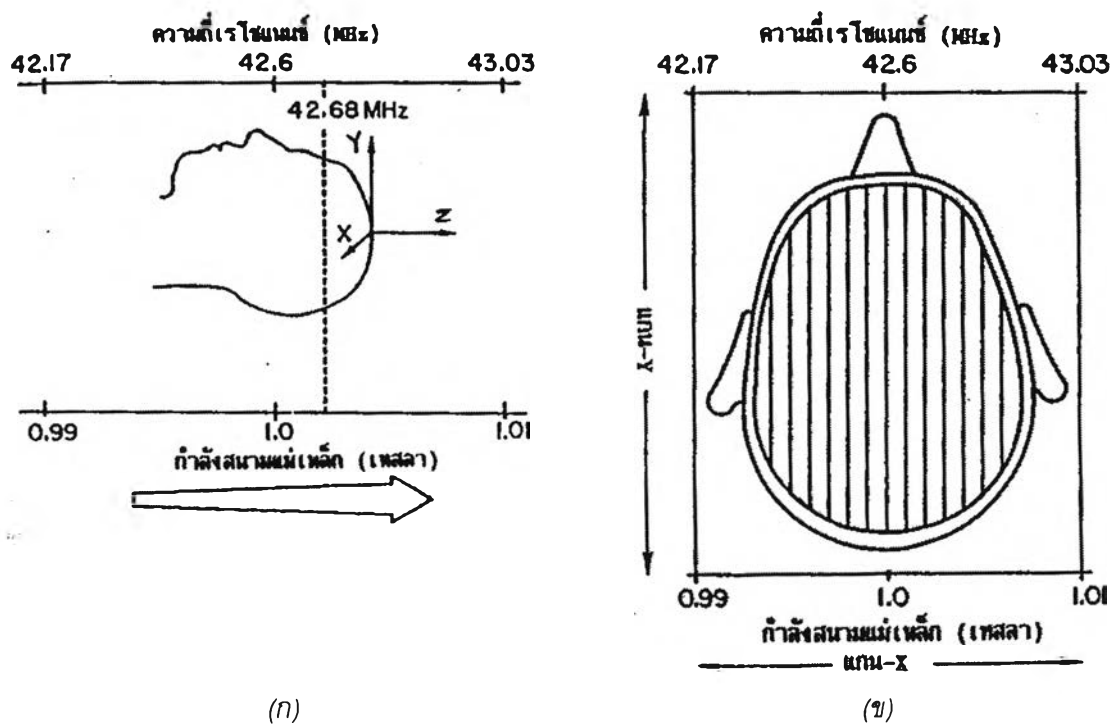 ความถี่เรโซแนนซ์ (MHz)
42.17 42.6 43.03
42.68 MHz
Y
Z
X
0.99 1.0 1.01
กำลังสนามแม่เหล็ก (เทสลา)
(ก)
ความถี่เรโซแนนซ์ (MHz)
42.17 42.6 43.03
แกน-Y
0.99 1.0 1.01
กำลังสนามแม่เหล็ก (เทสลา)
แกน-X
(ข)